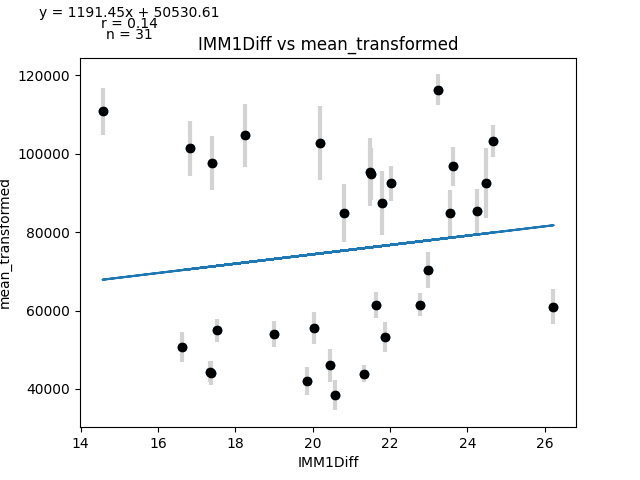 y = 1191.45x + 50530.61
r = 0.14
n = 31
IMM1Diff vs mean_transformed
120000
100000
80000
60000
40000
mean_transformed
14 16 18 20 22 24 26
IMM1Diff